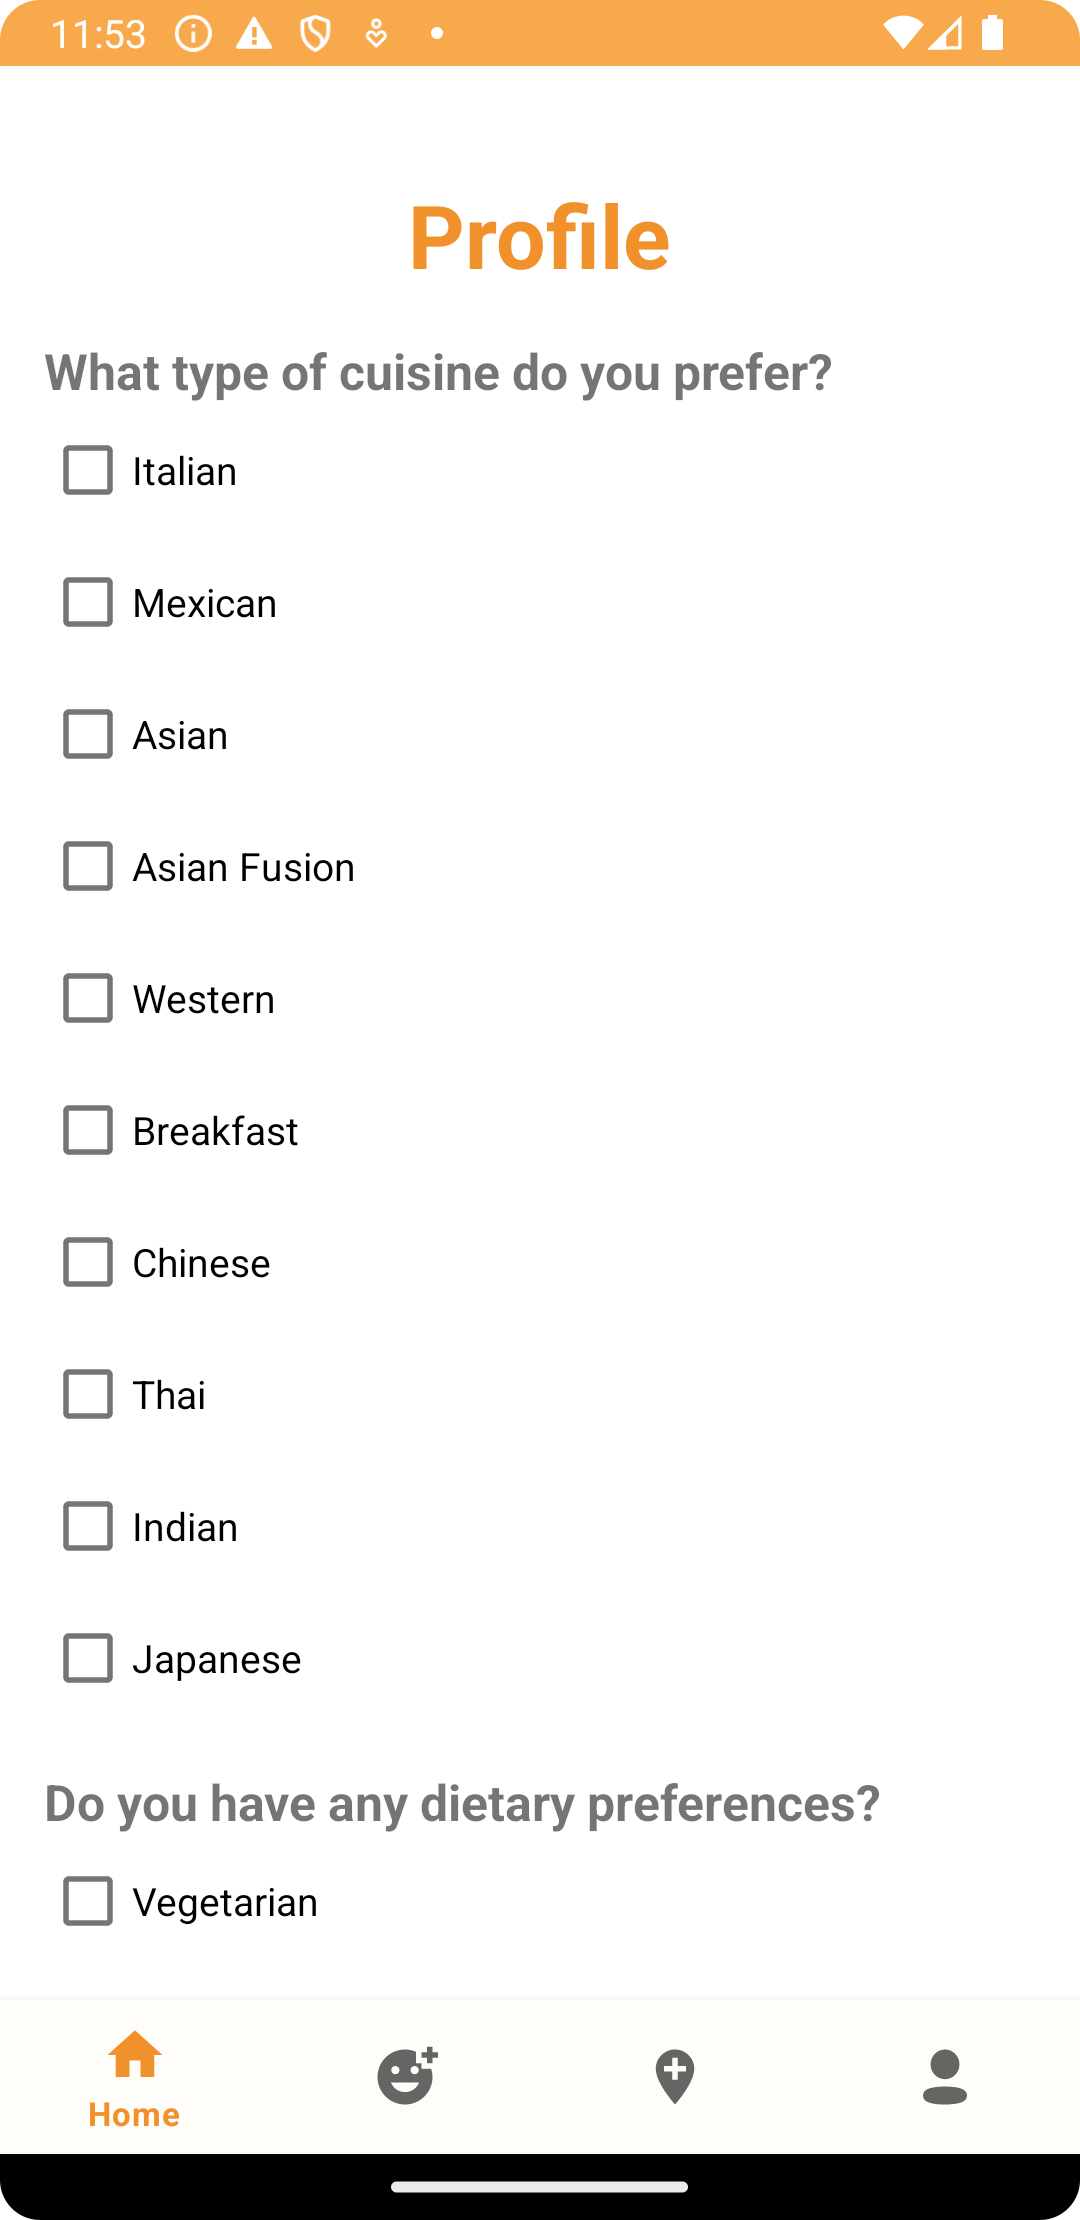 11:53
Profile
What type of cuisine do you prefer?
Italian
Mexican
Asian
Asian Fusion
Western
Breakfast
Chinese
Thai
Indian
Japanese
Do you have any dietary preferences?
Vegetarian
Home